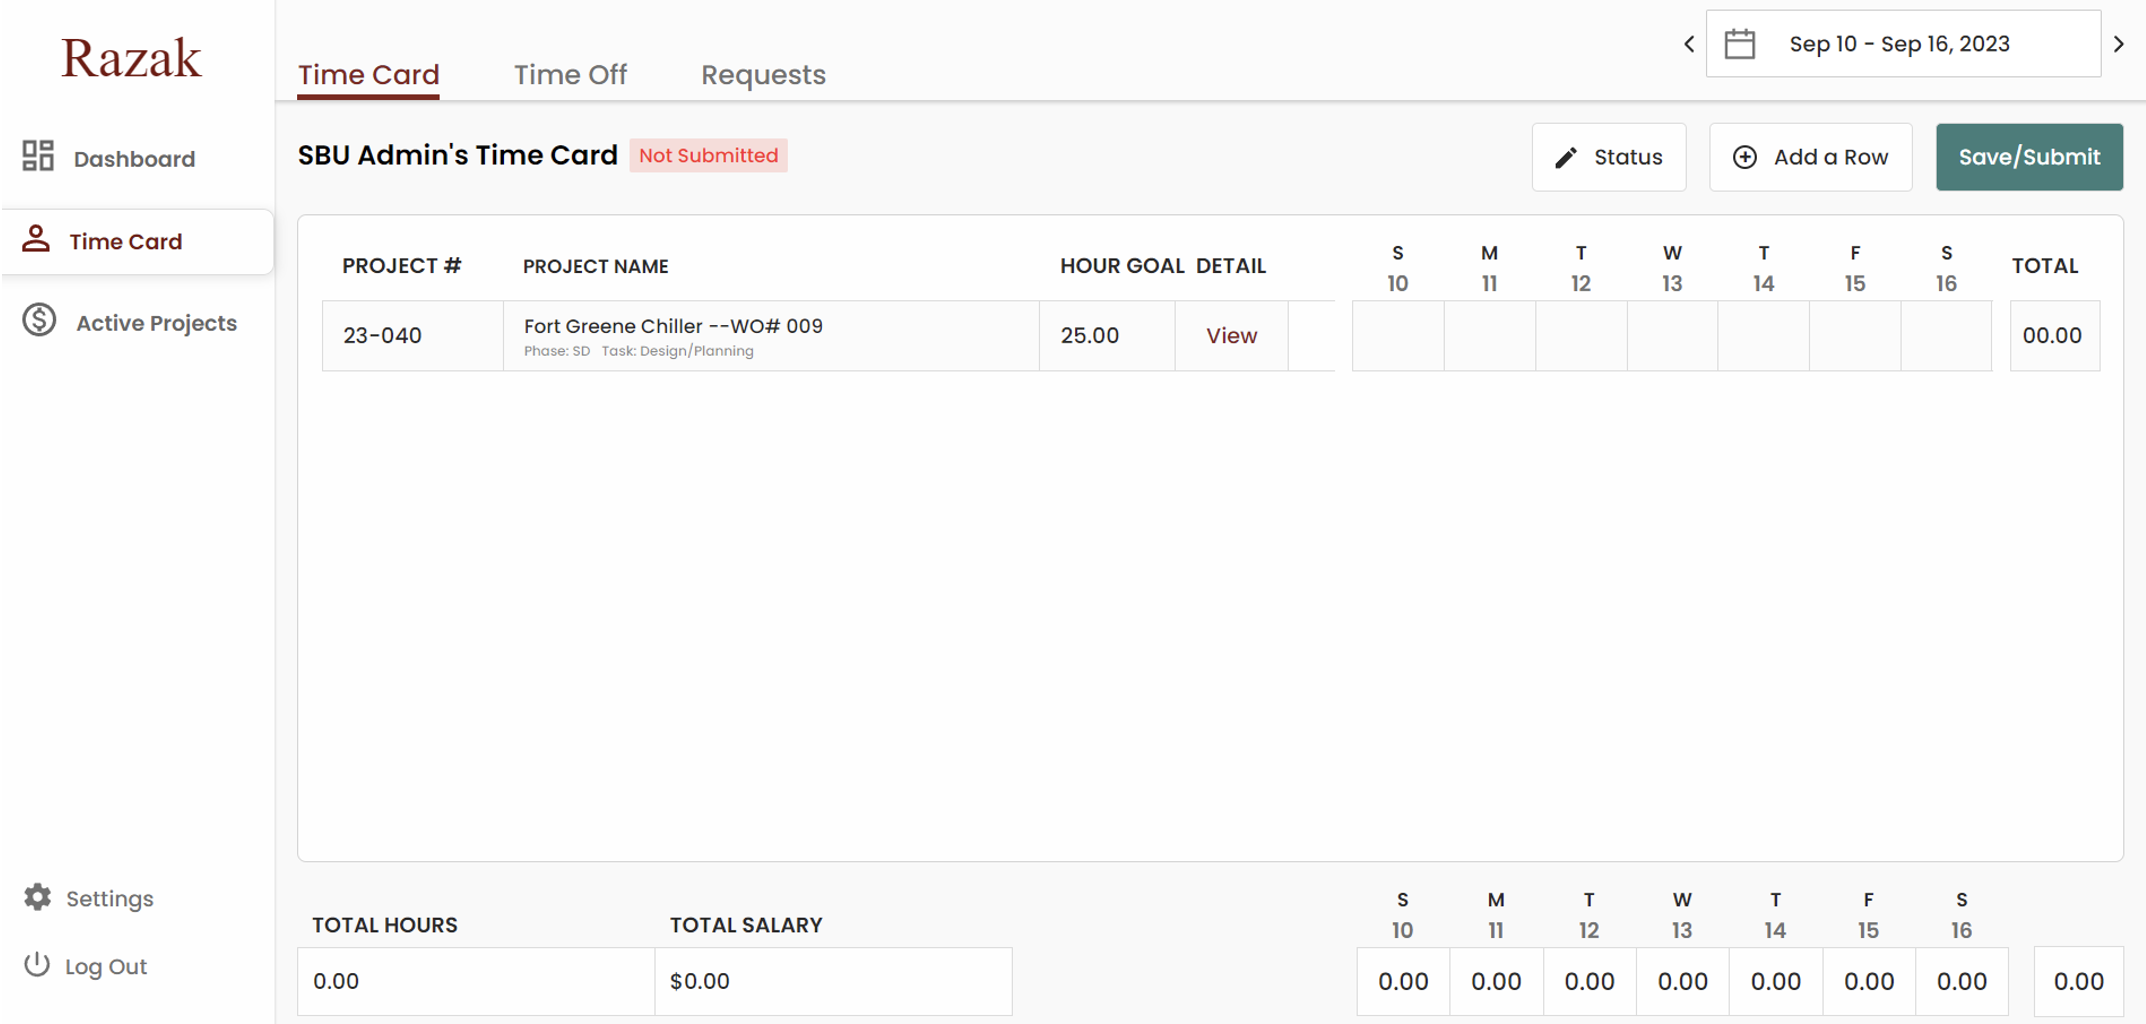 Razak
Time Card Time Off Requests
Sep 10 - Sep 16, 2023
Dashboard
Time Card
Active Projects
Settings
Log Out
SBU Admin's Time Card Not Submitted
Status
Add a Row
Save/Submit
PROJECT # PROJECT NAME HOUR GOAL DETAIL S 10 M 11 T 12 W 13 T 14 F 15 S 16 TOTAL
23-040 Fort Greene Chiller --WO# 009 25.00 View 00.00
Phase: SD Task: Design/Planning
TOTAL HOURS TOTAL SALARY S 10 M 11 T 12 W 13 T 14 F 15 S 16
0.00 $0.00 0.00 0.00 0.00 0.00 0.00 0.00 0.00 0.00